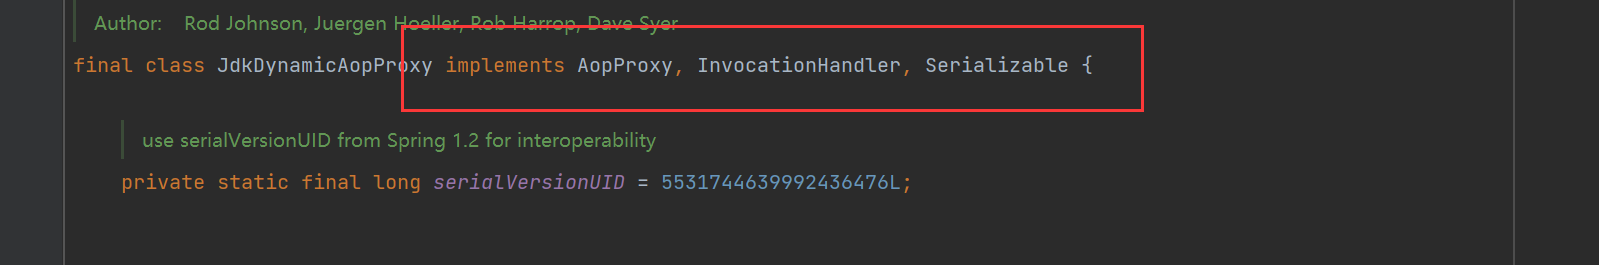 Author: Rod Johnson, Juergen Hoeller, Rob Harrop, Dave Syer
final class JdkDynamicAopProxy implements AopProxy, InvocationHandler, Serializable {
use serialVersionUID from Spring 1.2 for interoperability
private static final long serialVersionUID = 5531744639992436476L;